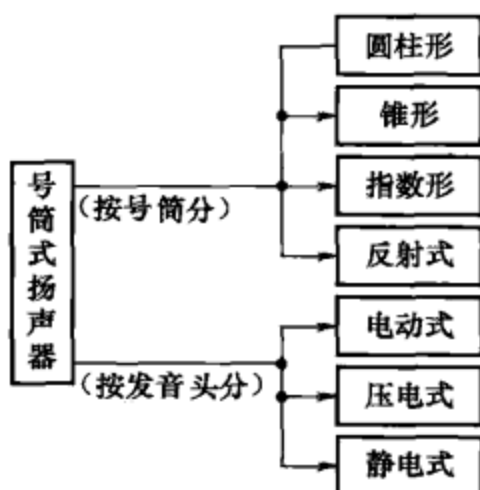 号筒式扬声器
(按号筒分)
圆柱形
锥形
指数形
反射式
(按发音头分)
电动式
压电式
静电式